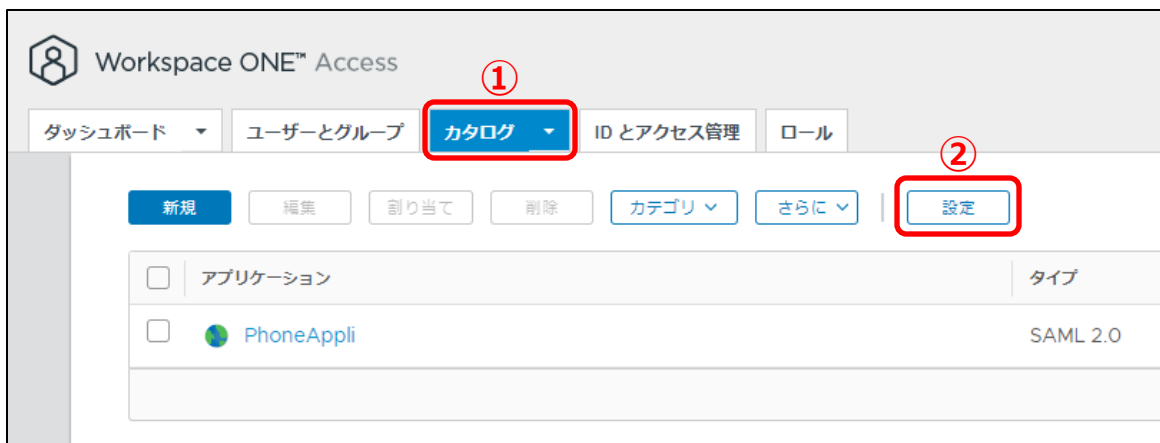 Workspace ONE™ Access
①
ダッシュボード ユーザーとグループ カタログ ID とアクセス管理 ロール
②
新規 編集 割り当て 削除 カテゴリ さらに 設定
アプリケーション タイプ
PhoneAppli SAML 2.0